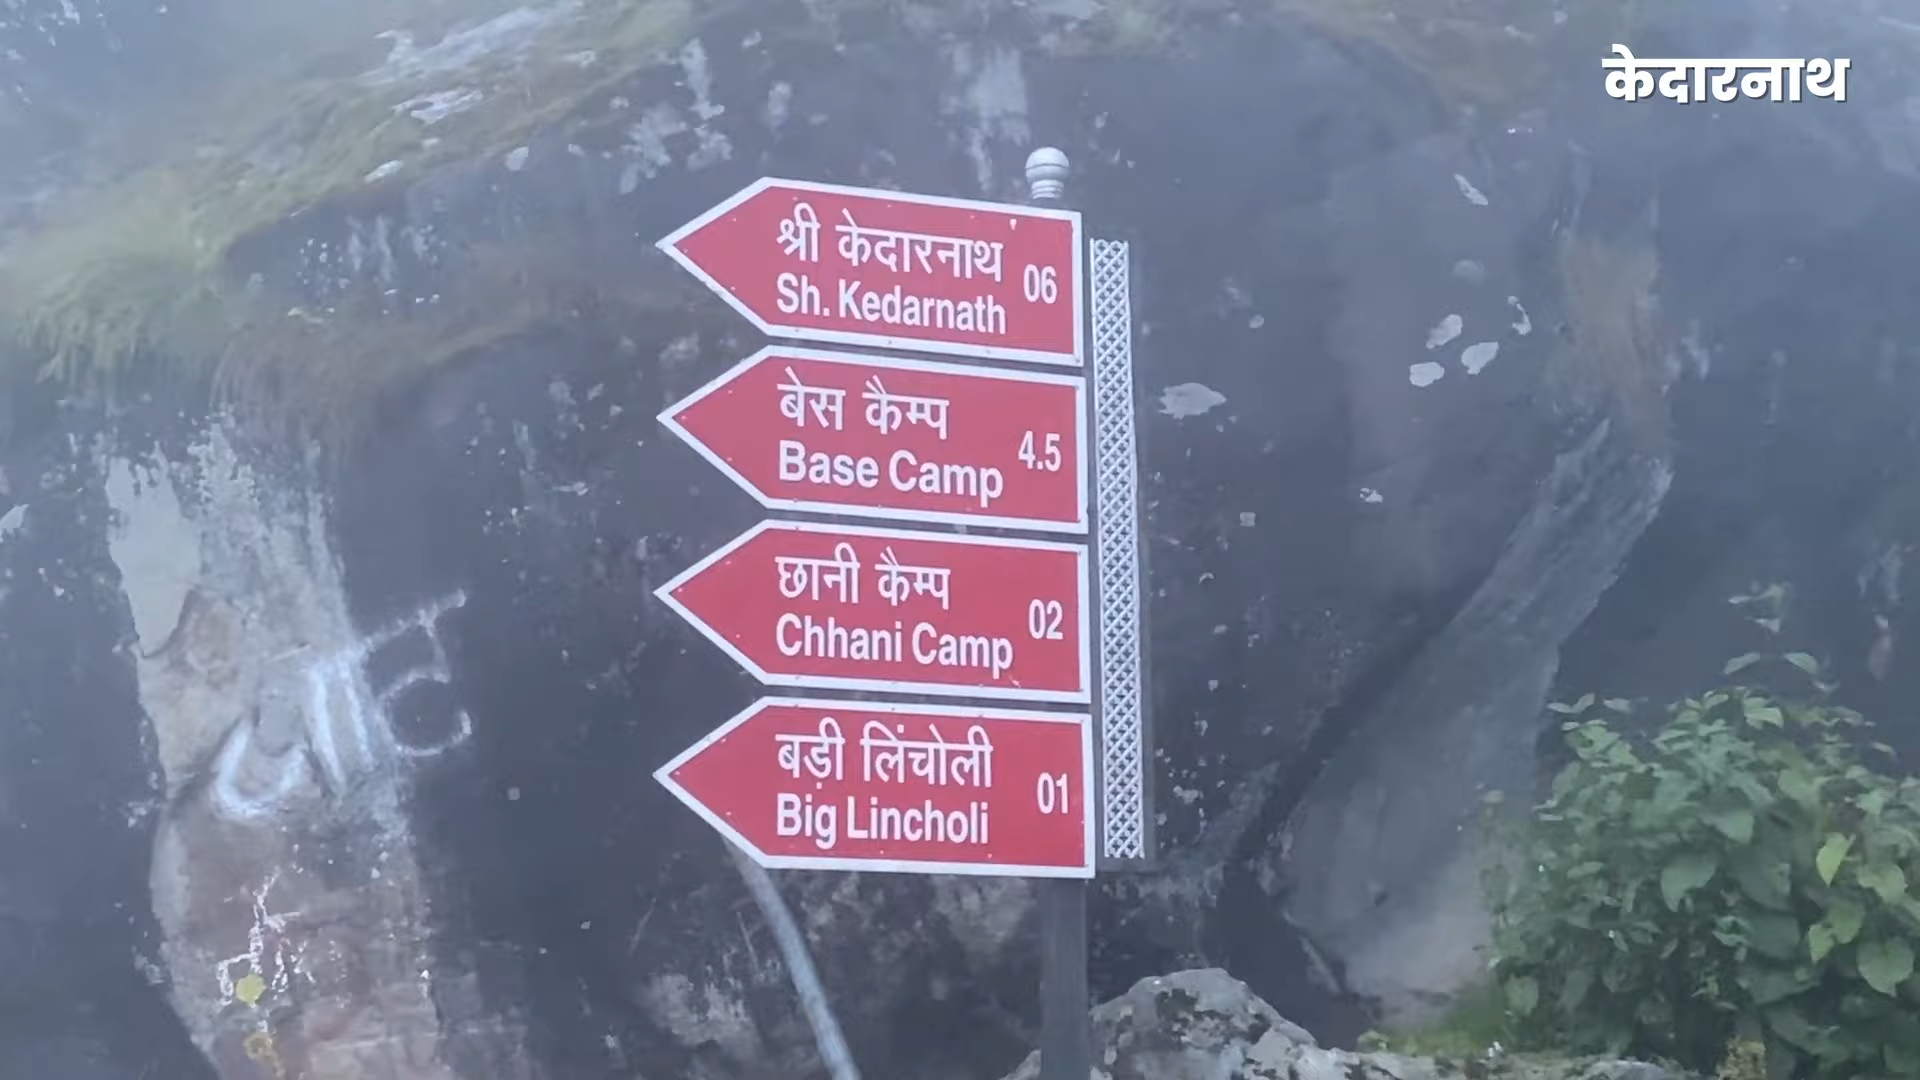 केदारनाथ
श्री केदारनाथ
Sh. Kedarnath 06
बेस कैम्प
Base Camp 4.5
छानी कैम्प
Chhani Camp 02
बड़ी लिंचोली
Big Lincholi 01